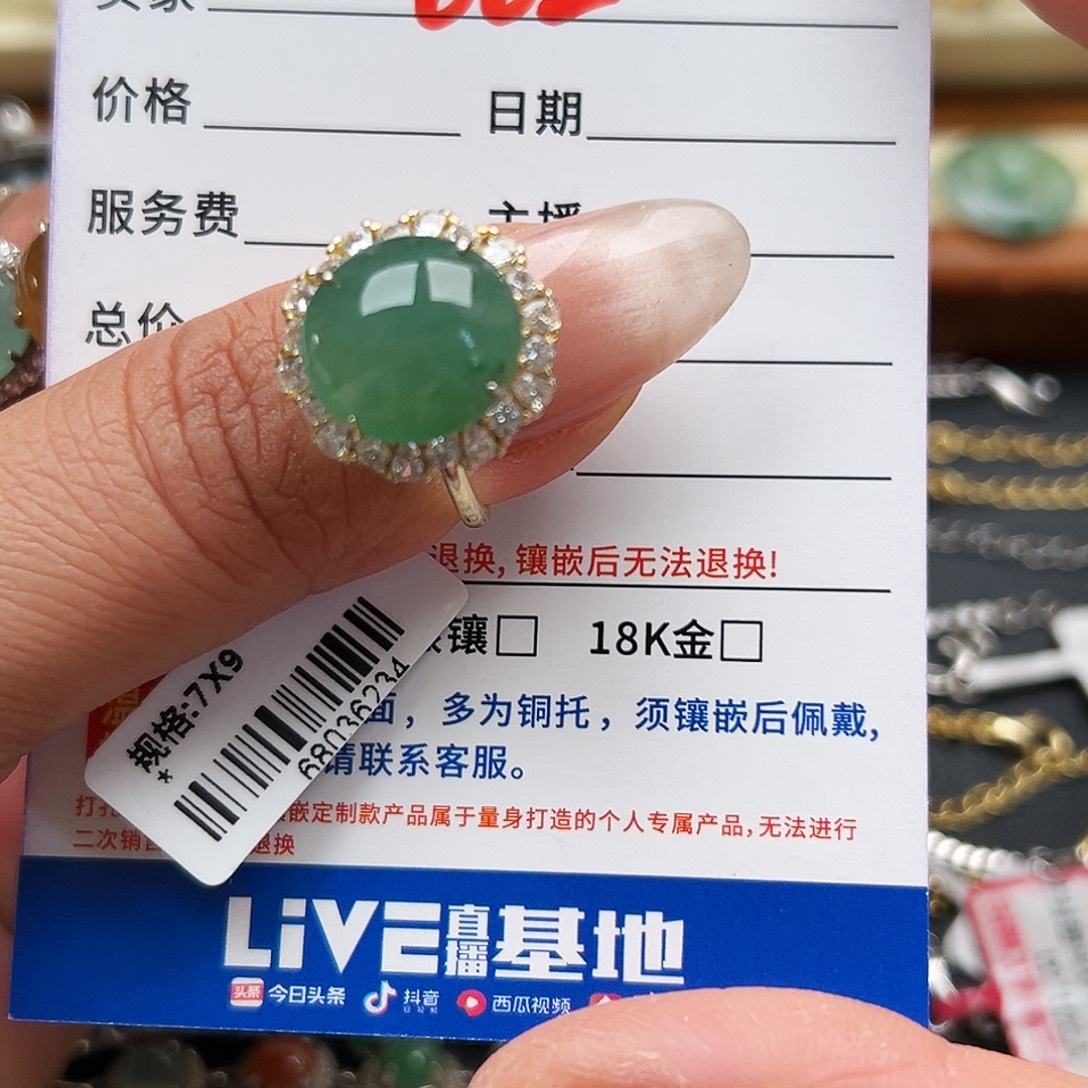 买家
价格 日期
服务费 主播
总价
退换, 镶嵌后无法退换!
镶□ 18K金□
面，多为铜托，须镶嵌后佩戴,
请联系客服。
嵌定制款产品属于量身打造的个人专属产品,无法进行
二次销 退换
规格:7X9
*
68036234
LiVE直播基地
头条 今日头条 抖音 西瓜视频